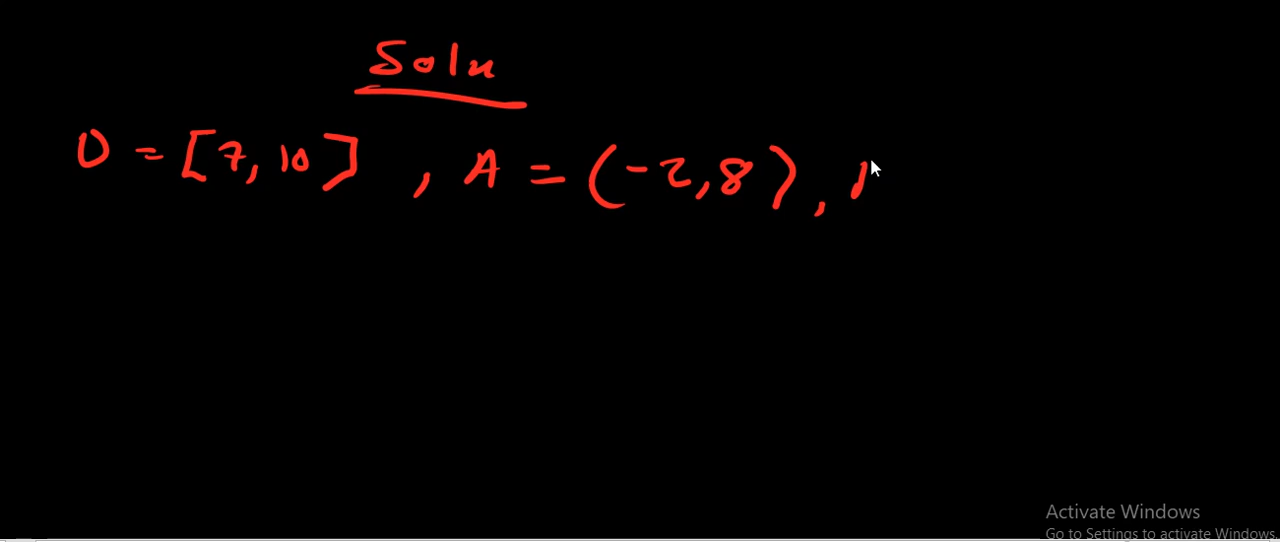 Soln
D = [7, 10] , A = (-2, 8) ,
Activate Windows
Go to Settings to activate Windows.